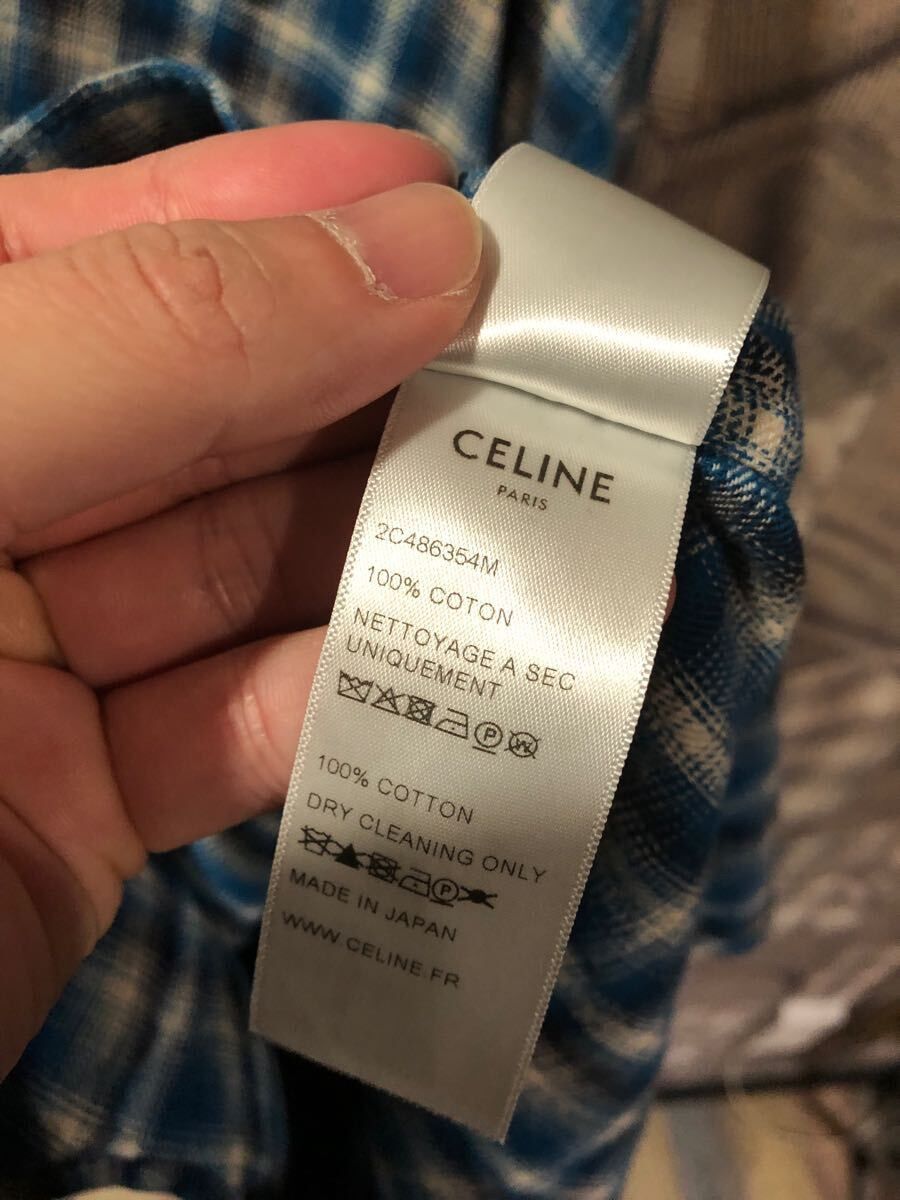 CELINE
PARIS
2C486354M
100% COTON
NETTOYAGE A SEC
UNIQUEMENT
P W
100% COTTON
DRY CLEANING ONLY
P
MADE IN JAPAN
WWW.CELINE.FR